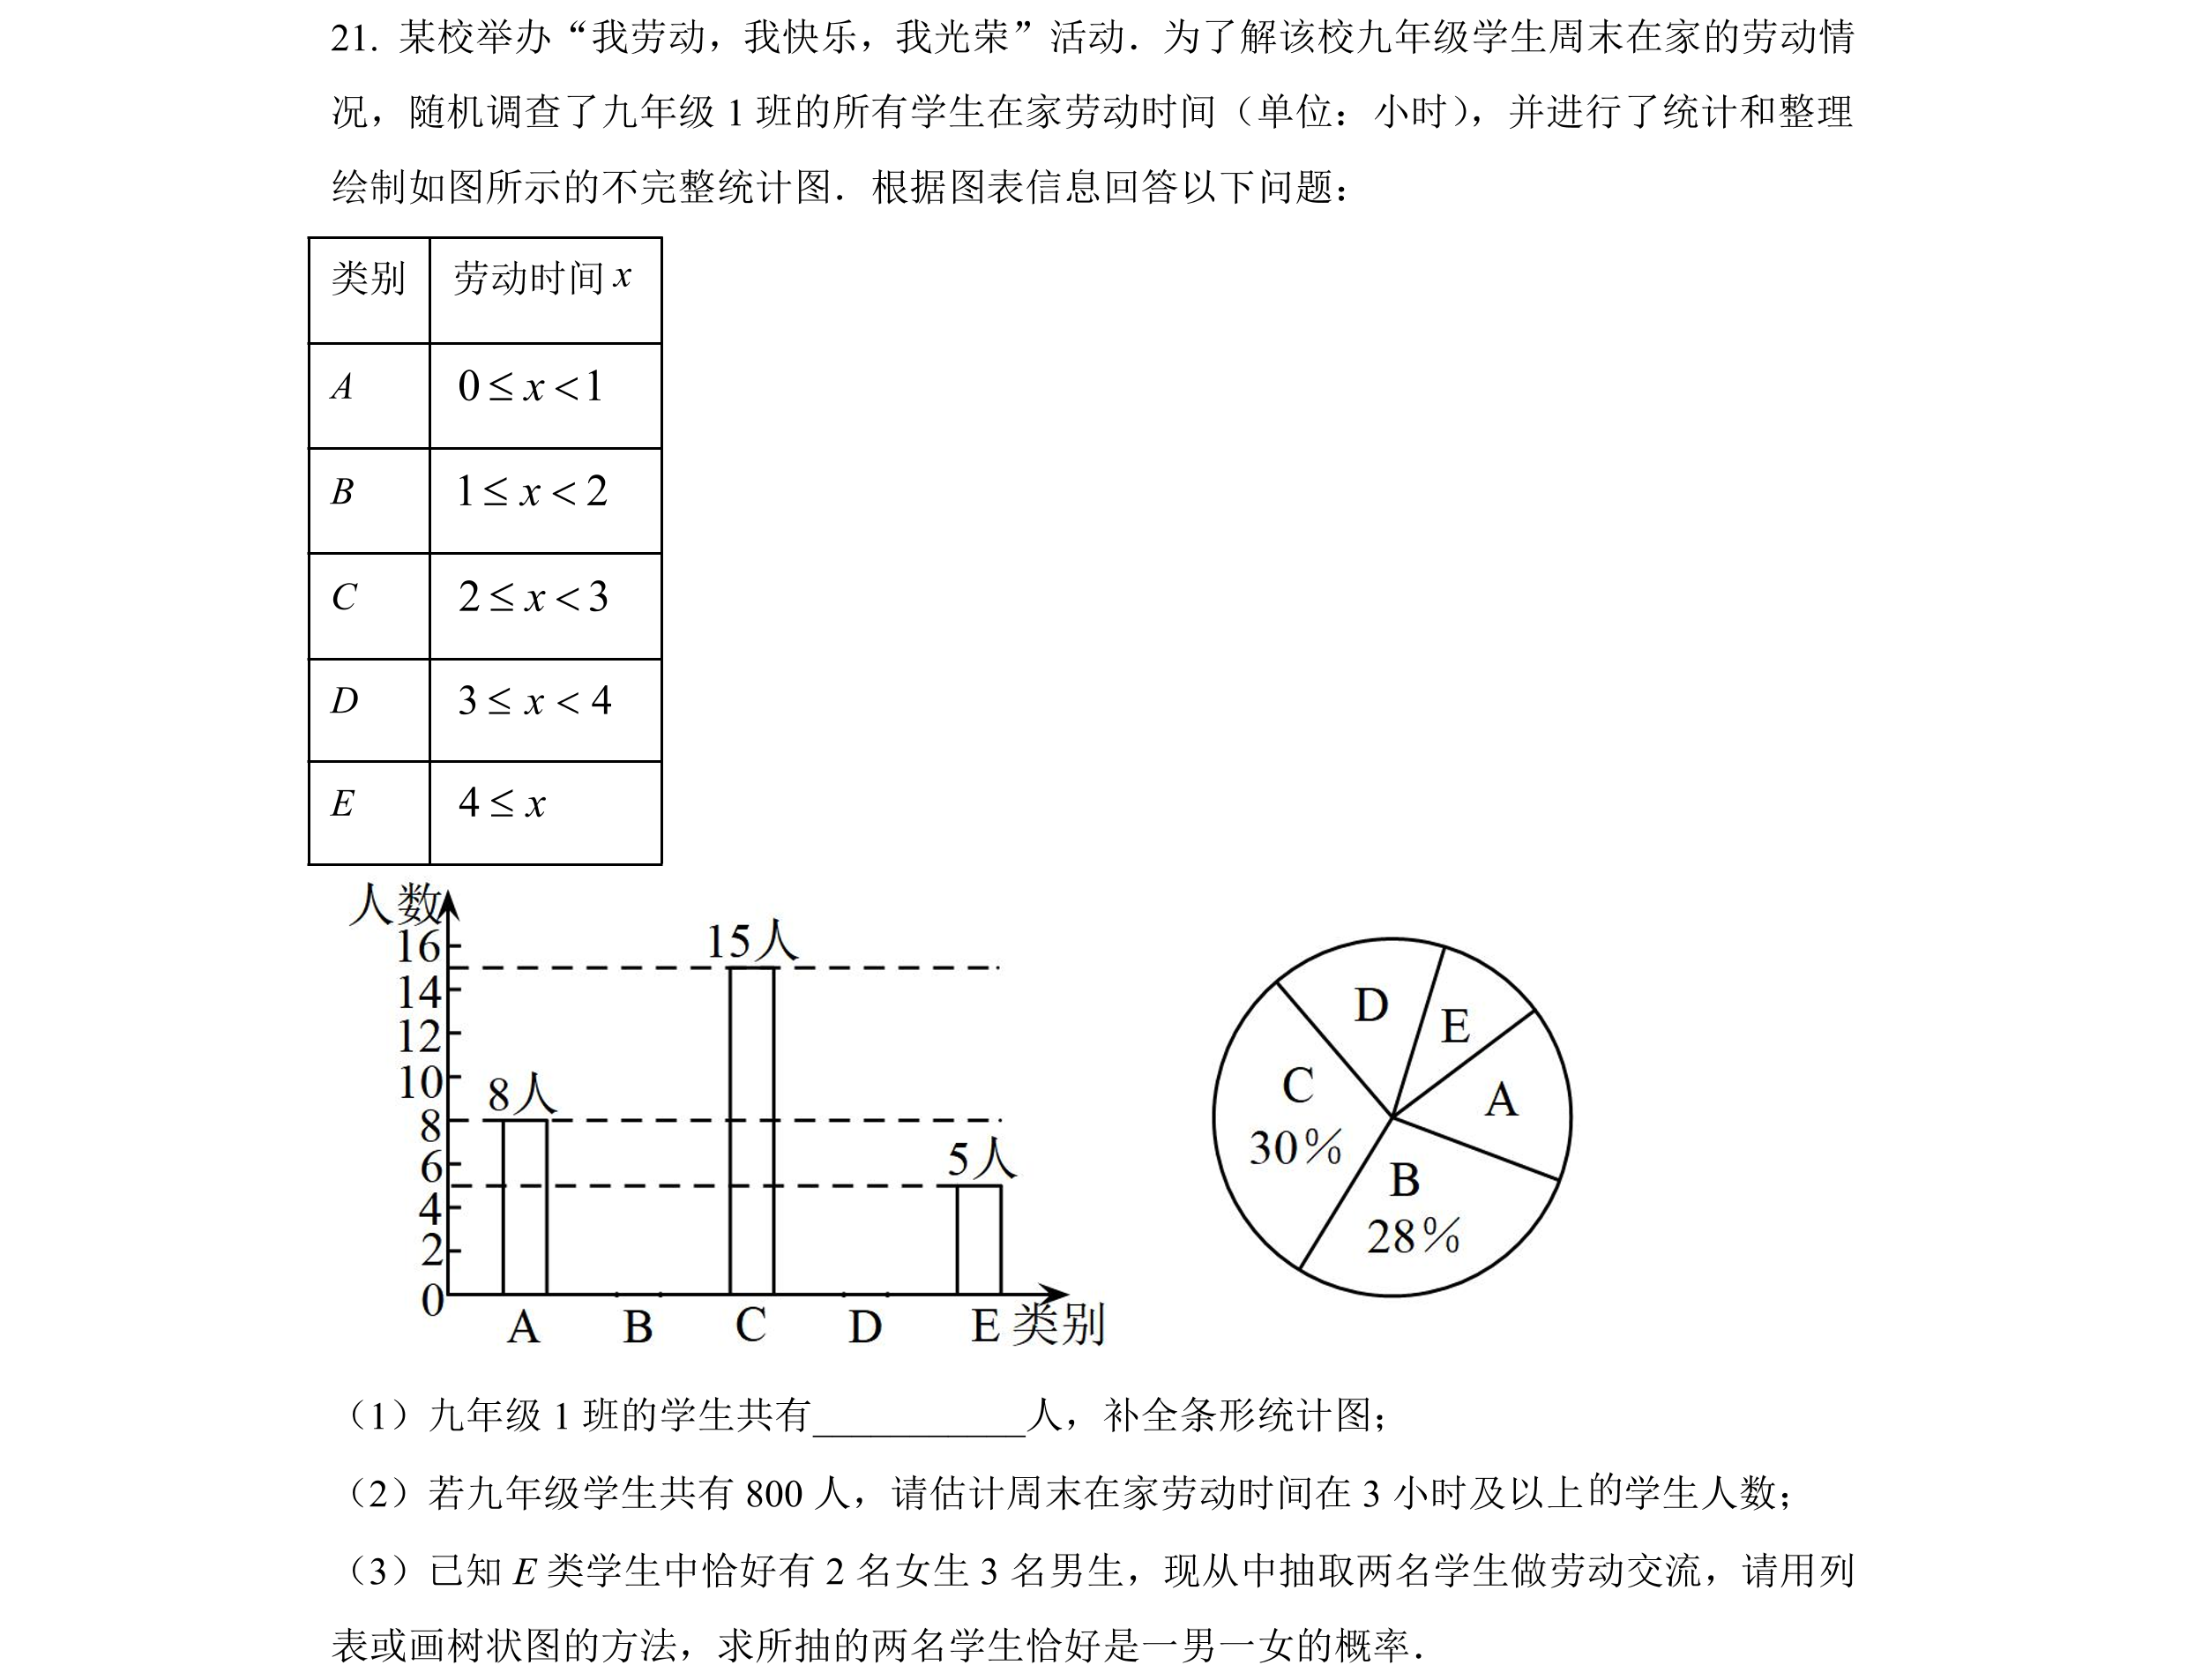 21. 某校举办“我劳动，我快乐，我光荣”活动．为了解该校九年级学生周末在家的劳动情
况，随机调查了九年级 1 班的所有学生在家劳动时间（单位：小时），并进行了统计和整理
绘制如图所示的不完整统计图．根据图表信息回答以下问题：
类别 劳动时间 x
A 0 ≤ x < 1
B 1 ≤ x < 2
C 2 ≤ x < 3
D 3 ≤ x < 4
E 4 ≤ x
人数
16
14
12
10
8
6
4
2
0
8人
15人
5人
A B C D E 类别
D
E
C
30%
A
B
28%
（1）九年级 1 班的学生共有___________人，补全条形统计图；
（2）若九年级学生共有 800 人，请估计周末在家劳动时间在 3 小时及以上的学生人数；
（3）已知 E 类学生中恰好有 2 名女生 3 名男生，现从中抽取两名学生做劳动交流，请用列
表或画树状图的方法，求所抽的两名学生恰好是一男一女的概率．